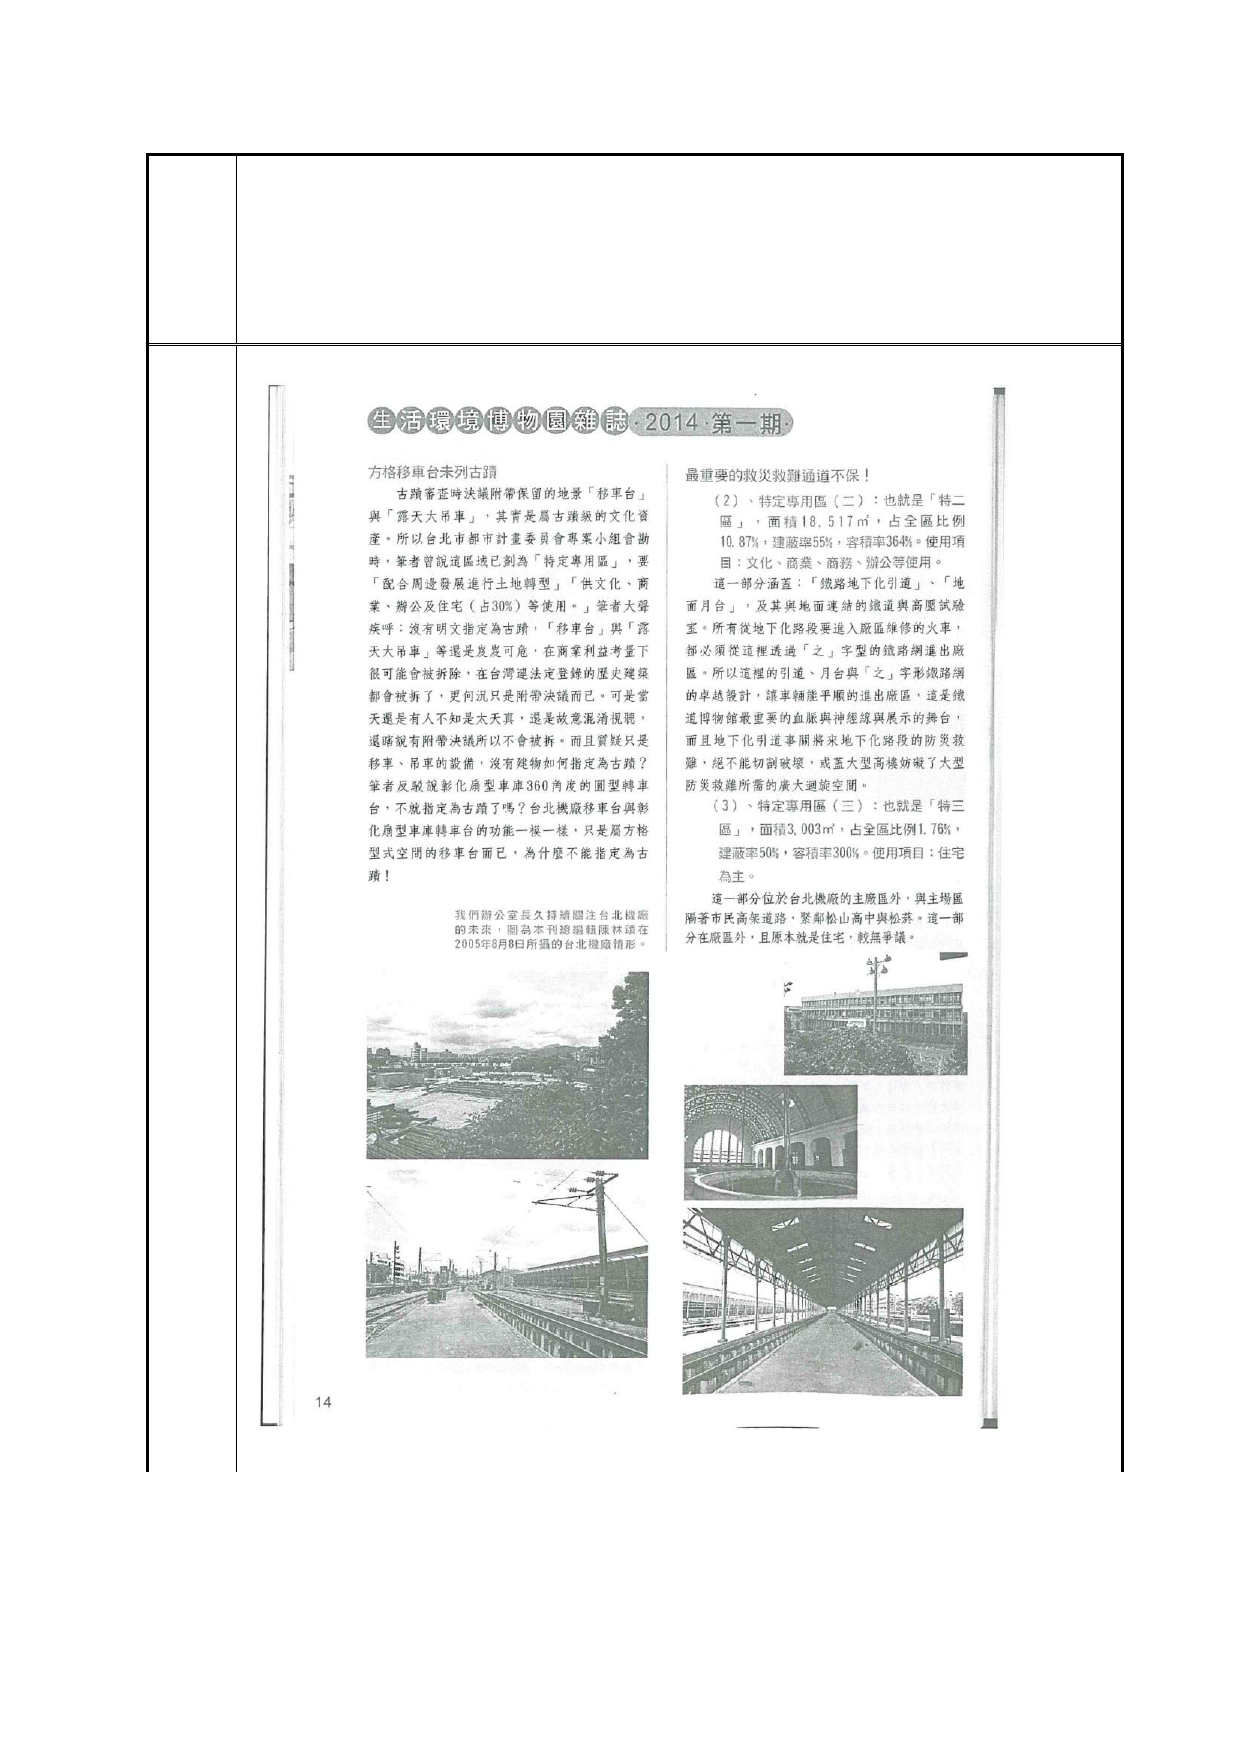 生活環境博物園雜誌·2014·第一期·
方格移車台未列古蹟
古蹟審查時決議附帶保留的地景「移車台」
與「露天大吊車」，其實是屬古蹟級的文化資
產。所以台北市都市計畫委員會專案小組會勘
時，筆者曾說這區域已劃為「特定專用區」，要
「配合周邊發展進行土地轉型」「供文化、商
業、辦公及住宅（占30%）等使用。」筆者大聲
疾呼：沒有明文指定為古蹟，「移車台」與「露
天大吊車」等還是岌岌可危，在商業利益考量下
很可能會被拆除，在台灣連法定登錄的歷史建築
都會被拆了，更何況只是附帶決議而已。可是當
天還是有人不知是太天真，還是故意混淆視聽，
還瞎說有附帶決議所以不會被拆。而且質疑只是
移車、吊車的設備，沒有建物如何指定為古蹟？
筆者反駁說彰化扇型車庫360角度的圓型轉車
台，不就指定為古蹟了嗎？台北機廠移車台與彰
化扇型車庫轉車台的功能一模一樣，只是屬方格
型式空間的移車台而已，為什麼不能指定為古
蹟！
我們辦公室長久持續關注台北機廠
的未來，圖為本刊總編輯陳林頌在
2005年8月8日所攝的台北機廠情形。
最重要的救災救難通道不保！
（2）、特定專用區（二）：也就是「特二
區」，面積18,517㎡，占全區比例
10.87%，建蔽率55%，容積率364%。使用項
目：文化、商業、商務、辦公等使用。
這一部分涵蓋：「鐵路地下化引道」、「地
面月台」，及其與地面連結的鐵道與高壓試驗
室。所有從地下化路段要進入廠區維修的火車，
都必須從這裡透過「之」字型的鐵路網進出廠
區。所以這裡的引道、月台與「之」字形鐵路網
的卓越設計，讓車輛能平順的進出廠區，這是鐵
道博物館最重要的血脈與神經線與展示的舞台，
而且地下化引道事關將來地下化路段的防災救
難，絕不能切割破壞，或蓋大型高樓妨礙了大型
防災救難所需的廣大迴旋空間。
（3）、特定專用區（三）：也就是「特三
區」，面積3,003㎡，占全區比例1.76%，
建蔽率50%，容積率300%。使用項目：住宅
為主。
這一部分位於台北機廠的主廠區外，與主場區
隔著市民高架道路，緊鄰松山高中與松菸。這一部
分在廠區外，且原本就是住宅，較無爭議。
14